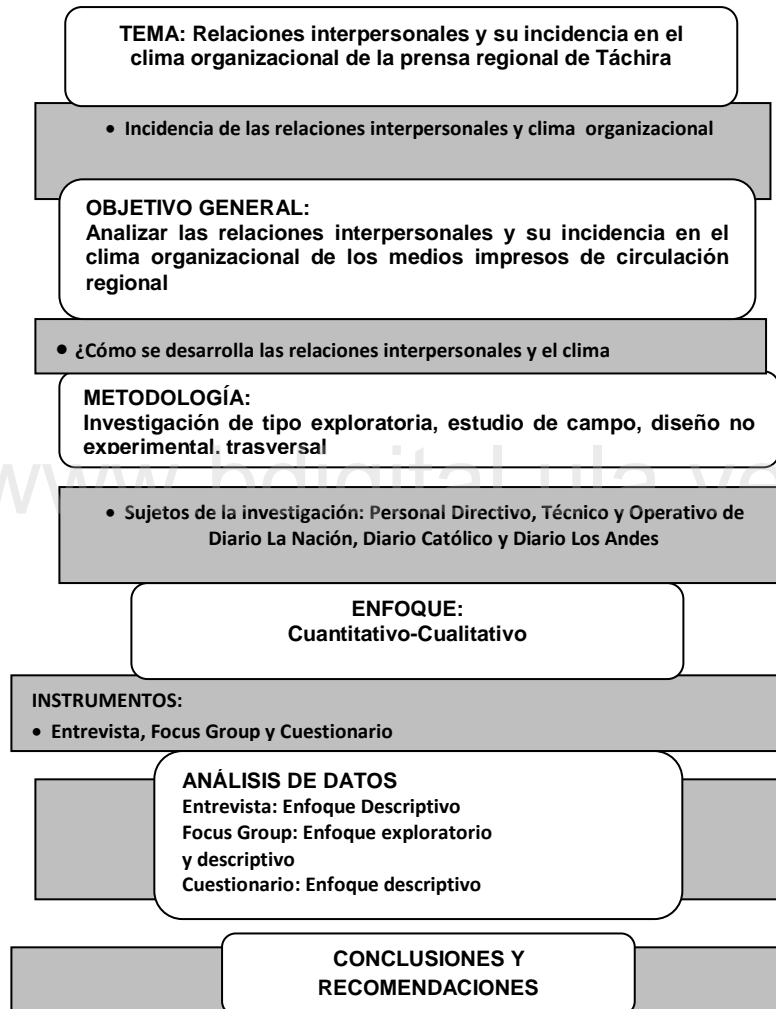 TEMA: Relaciones interpersonales y su incidencia en el
clima organizacional de la prensa regional de Táchira
• Incidencia de las relaciones interpersonales y clima organizacional
OBJETIVO GENERAL:
Analizar las relaciones interpersonales y su incidencia en el
clima organizacional de los medios impresos de circulación
regional
• ¿Cómo se desarrolla las relaciones interpersonales y el clima
METODOLOGÍA:
Investigación de tipo exploratoria, estudio de campo, diseño no
experimental, trasversal
www.bdigital.ula.ve
• Sujetos de la investigación: Personal Directivo, Técnico y Operativo de
Diario La Nación, Diario Católico y Diario Los Andes
ENFOQUE:
Cuantitativo-Cualitativo
INSTRUMENTOS:
• Entrevista, Focus Group y Cuestionario
ANÁLISIS DE DATOS
Entrevista: Enfoque Descriptivo
Focus Group: Enfoque exploratorio
y descriptivo
Cuestionario: Enfoque descriptivo
CONCLUSIONES Y
RECOMENDACIONES